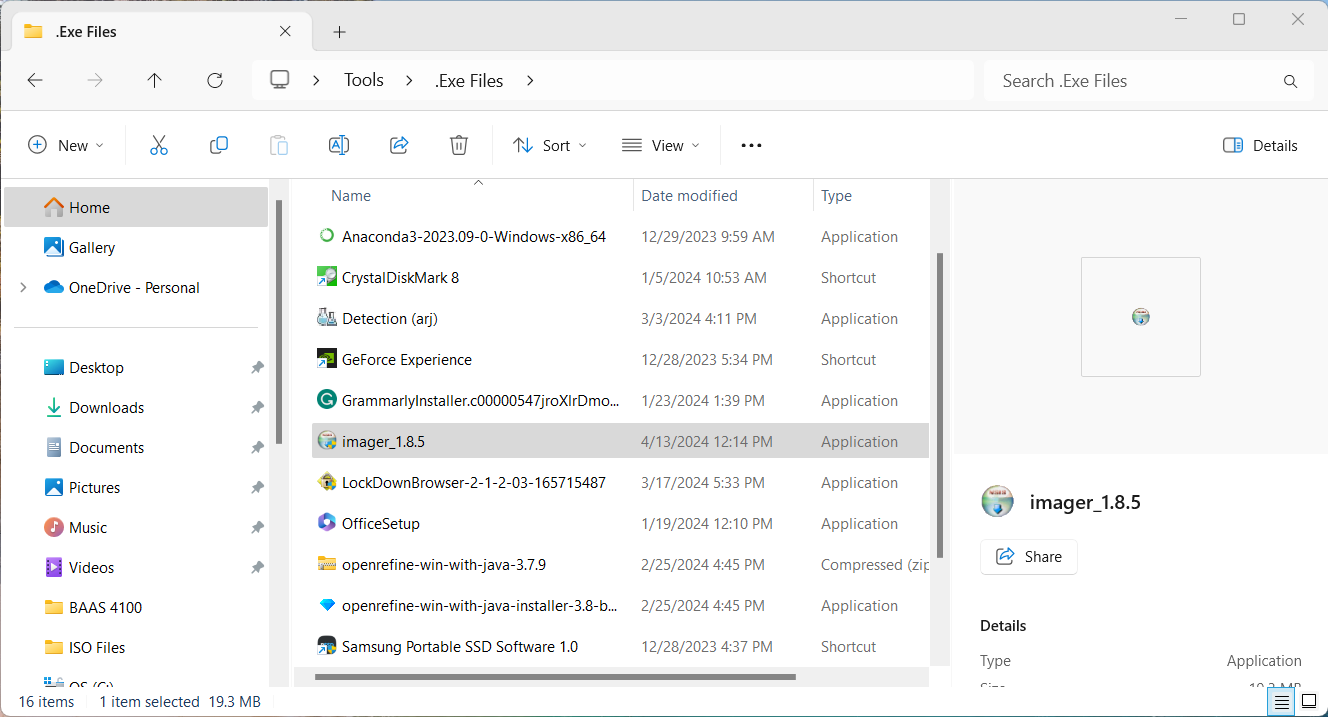 .Exe Files
Tools
.Exe Files
Search .Exe Files
New
Sort
View
Details
Home
Gallery
OneDrive - Personal
Desktop
Downloads
Documents
Pictures
Music
Videos
BAAS 4100
ISO Files
OS (C:)
Name Date modified Type
Anaconda3-2023.09-0-Windows-x86_64 12/29/2023 9:59 AM Application
CrystalDiskMark 8 1/5/2024 10:53 AM Shortcut
Detection (arj) 3/3/2024 4:11 PM Application
GeForce Experience 12/28/2023 5:34 PM Shortcut
GrammarlyInstaller.c00000547jroXlrDmo... 1/23/2024 1:39 PM Application
imager_1.8.5 4/13/2024 12:14 PM Application
LockDownBrowser-2-1-2-03-165715487 3/17/2024 5:33 PM Application
OfficeSetup 1/19/2024 12:10 PM Application
openrefine-win-with-java-3.7.9 2/25/2024 4:45 PM Compressed (zip
openrefine-win-with-java-installer-3.8-b... 2/25/2024 4:45 PM Application
Samsung Portable SSD Software 1.0 12/28/2023 4:37 PM Shortcut
imager_1.8.5
Share
Details
Type Application
Size 19.3 MB
16 items 1 item selected 19.3 MB